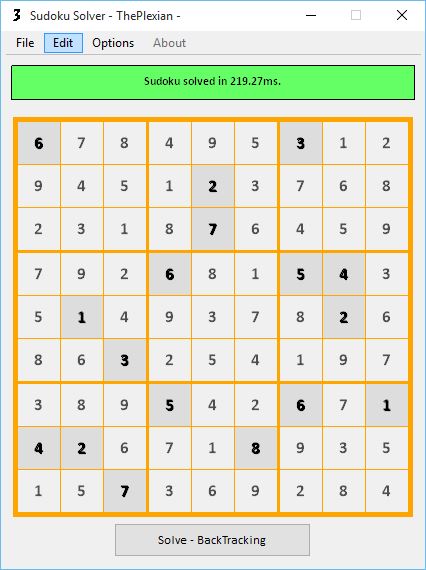 3 Sudoku Solver - ThePlexian -
File Edit Options About
Sudoku solved in 219.27ms.
6 7 8 4 9 5 3 1 2
9 4 5 1 2 3 7 6 8
2 3 1 8 7 6 4 5 9
7 9 2 6 8 1 5 4 3
5 1 4 9 3 7 8 2 6
8 6 3 2 5 4 1 9 7
3 8 9 5 4 2 6 7 1
4 2 6 7 1 8 9 3 5
1 5 7 3 6 9 2 8 4
Solve - BackTracking